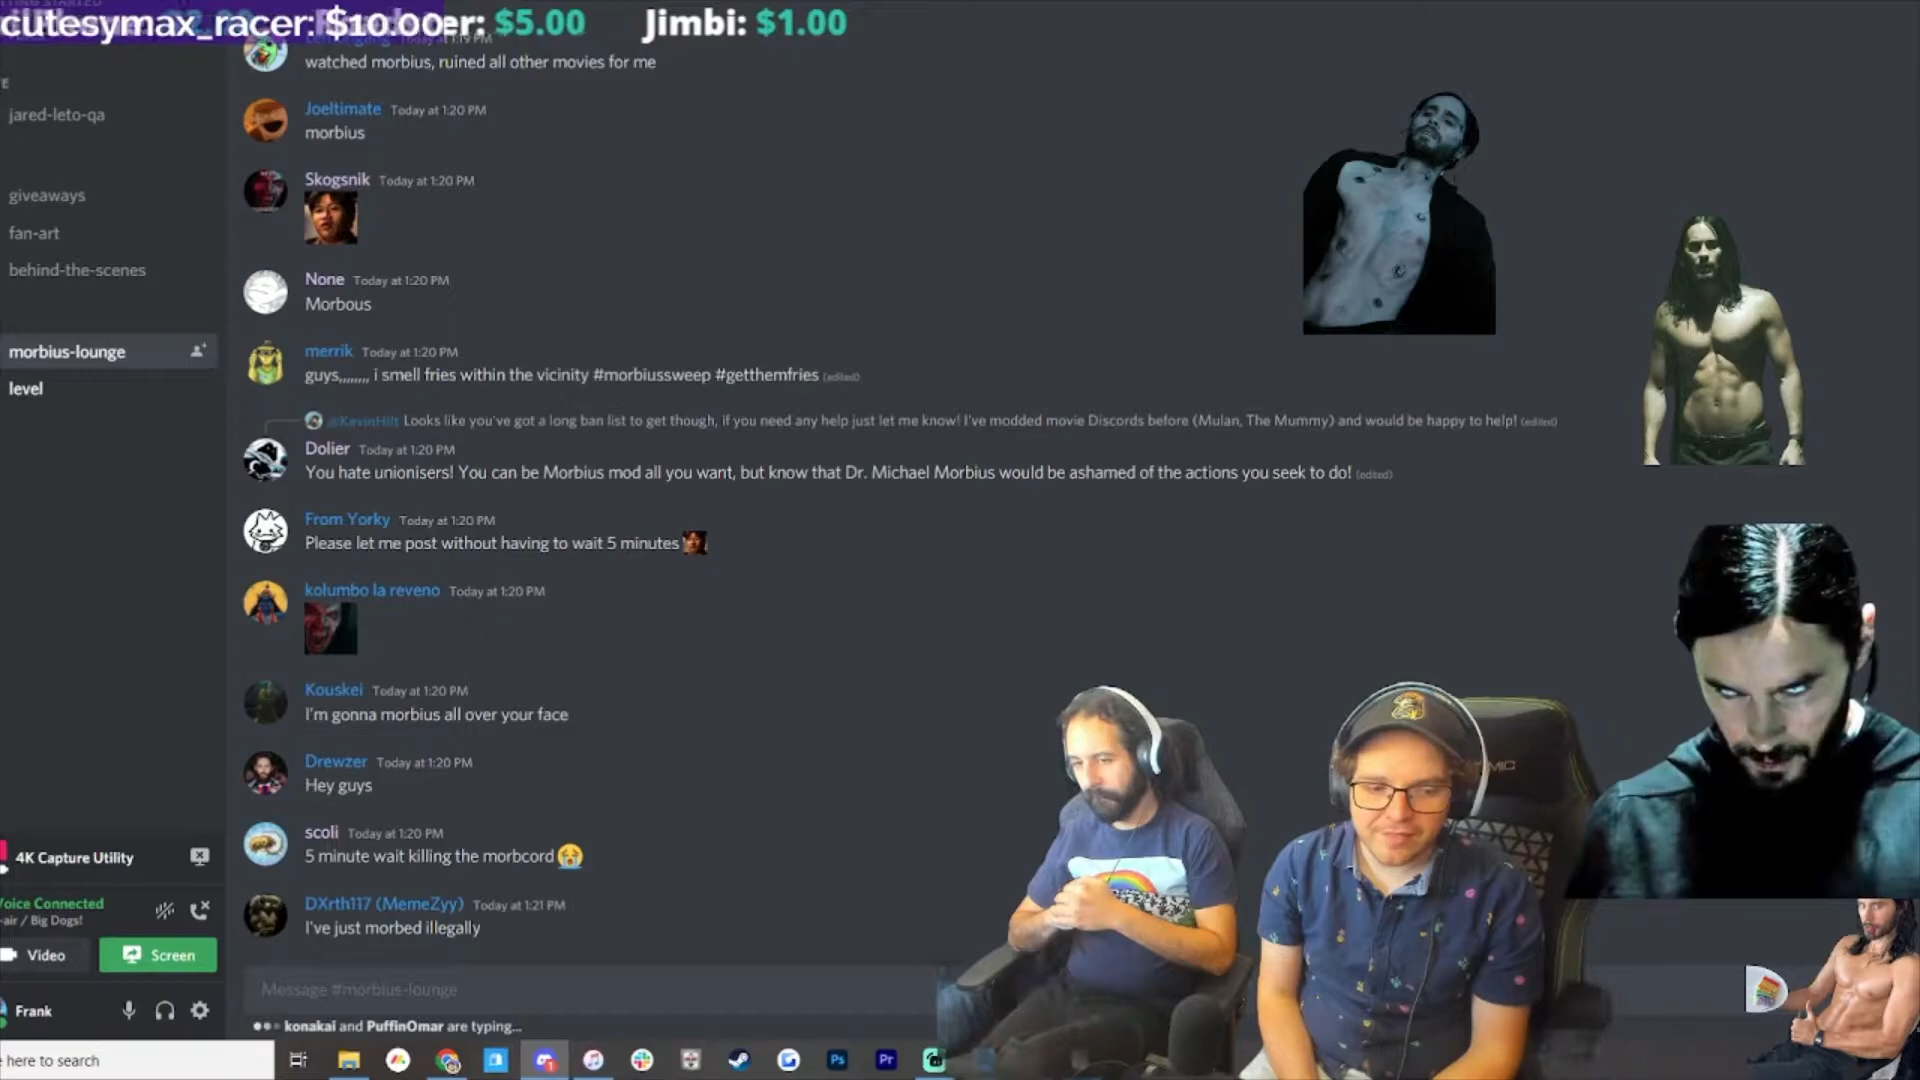 cutesymax_racer: $10.00er: $5.00 Jimbi: $1.00
watched morbius, ruined all other movies for me
jared-leto-qa
giveaways
fan-art
behind-the-scenes
morbius-lounge
level
Joeltimate Today at 1:20 PM
morbius
Skogsnik Today at 1:20 PM
None Today at 1:20 PM
Morbous
merrik Today at 1:20 PM
guys,,,,,,,, i smell fries within the vicinity #morbiussweep #getthemfries (edited)
@KevinHilt Looks like you've got a long ban list to get though, if you need any help just let me know! I've modded movie Discords before (Mulan, The Mummy) and would be happy to help! (edited)
Dolier Today at 1:20 PM
You hate unionisers! You can be Morbius mod all you want, but know that Dr. Michael Morbius would be ashamed of the actions you seek to do! (edited)
From Yorky Today at 1:20 PM
Please let me post without having to wait 5 minutes
kolumbo la reveno Today at 1:20 PM
Kouskei Today at 1:20 PM
I'm gonna morbius all over your face
Drewzer Today at 1:20 PM
Hey guys
scoli Today at 1:20 PM
5 minute wait killing the morbcord
DXrth117 (MemeZyy) Today at 1:21 PM
I've just morbed illegally
Message #morbius-lounge
konakai and PuffinOmar are typing...
4K Capture Utility
Voice Connected
-air / Big Dogs!
Video
Screen
Frank
here to search
Ps
Pr